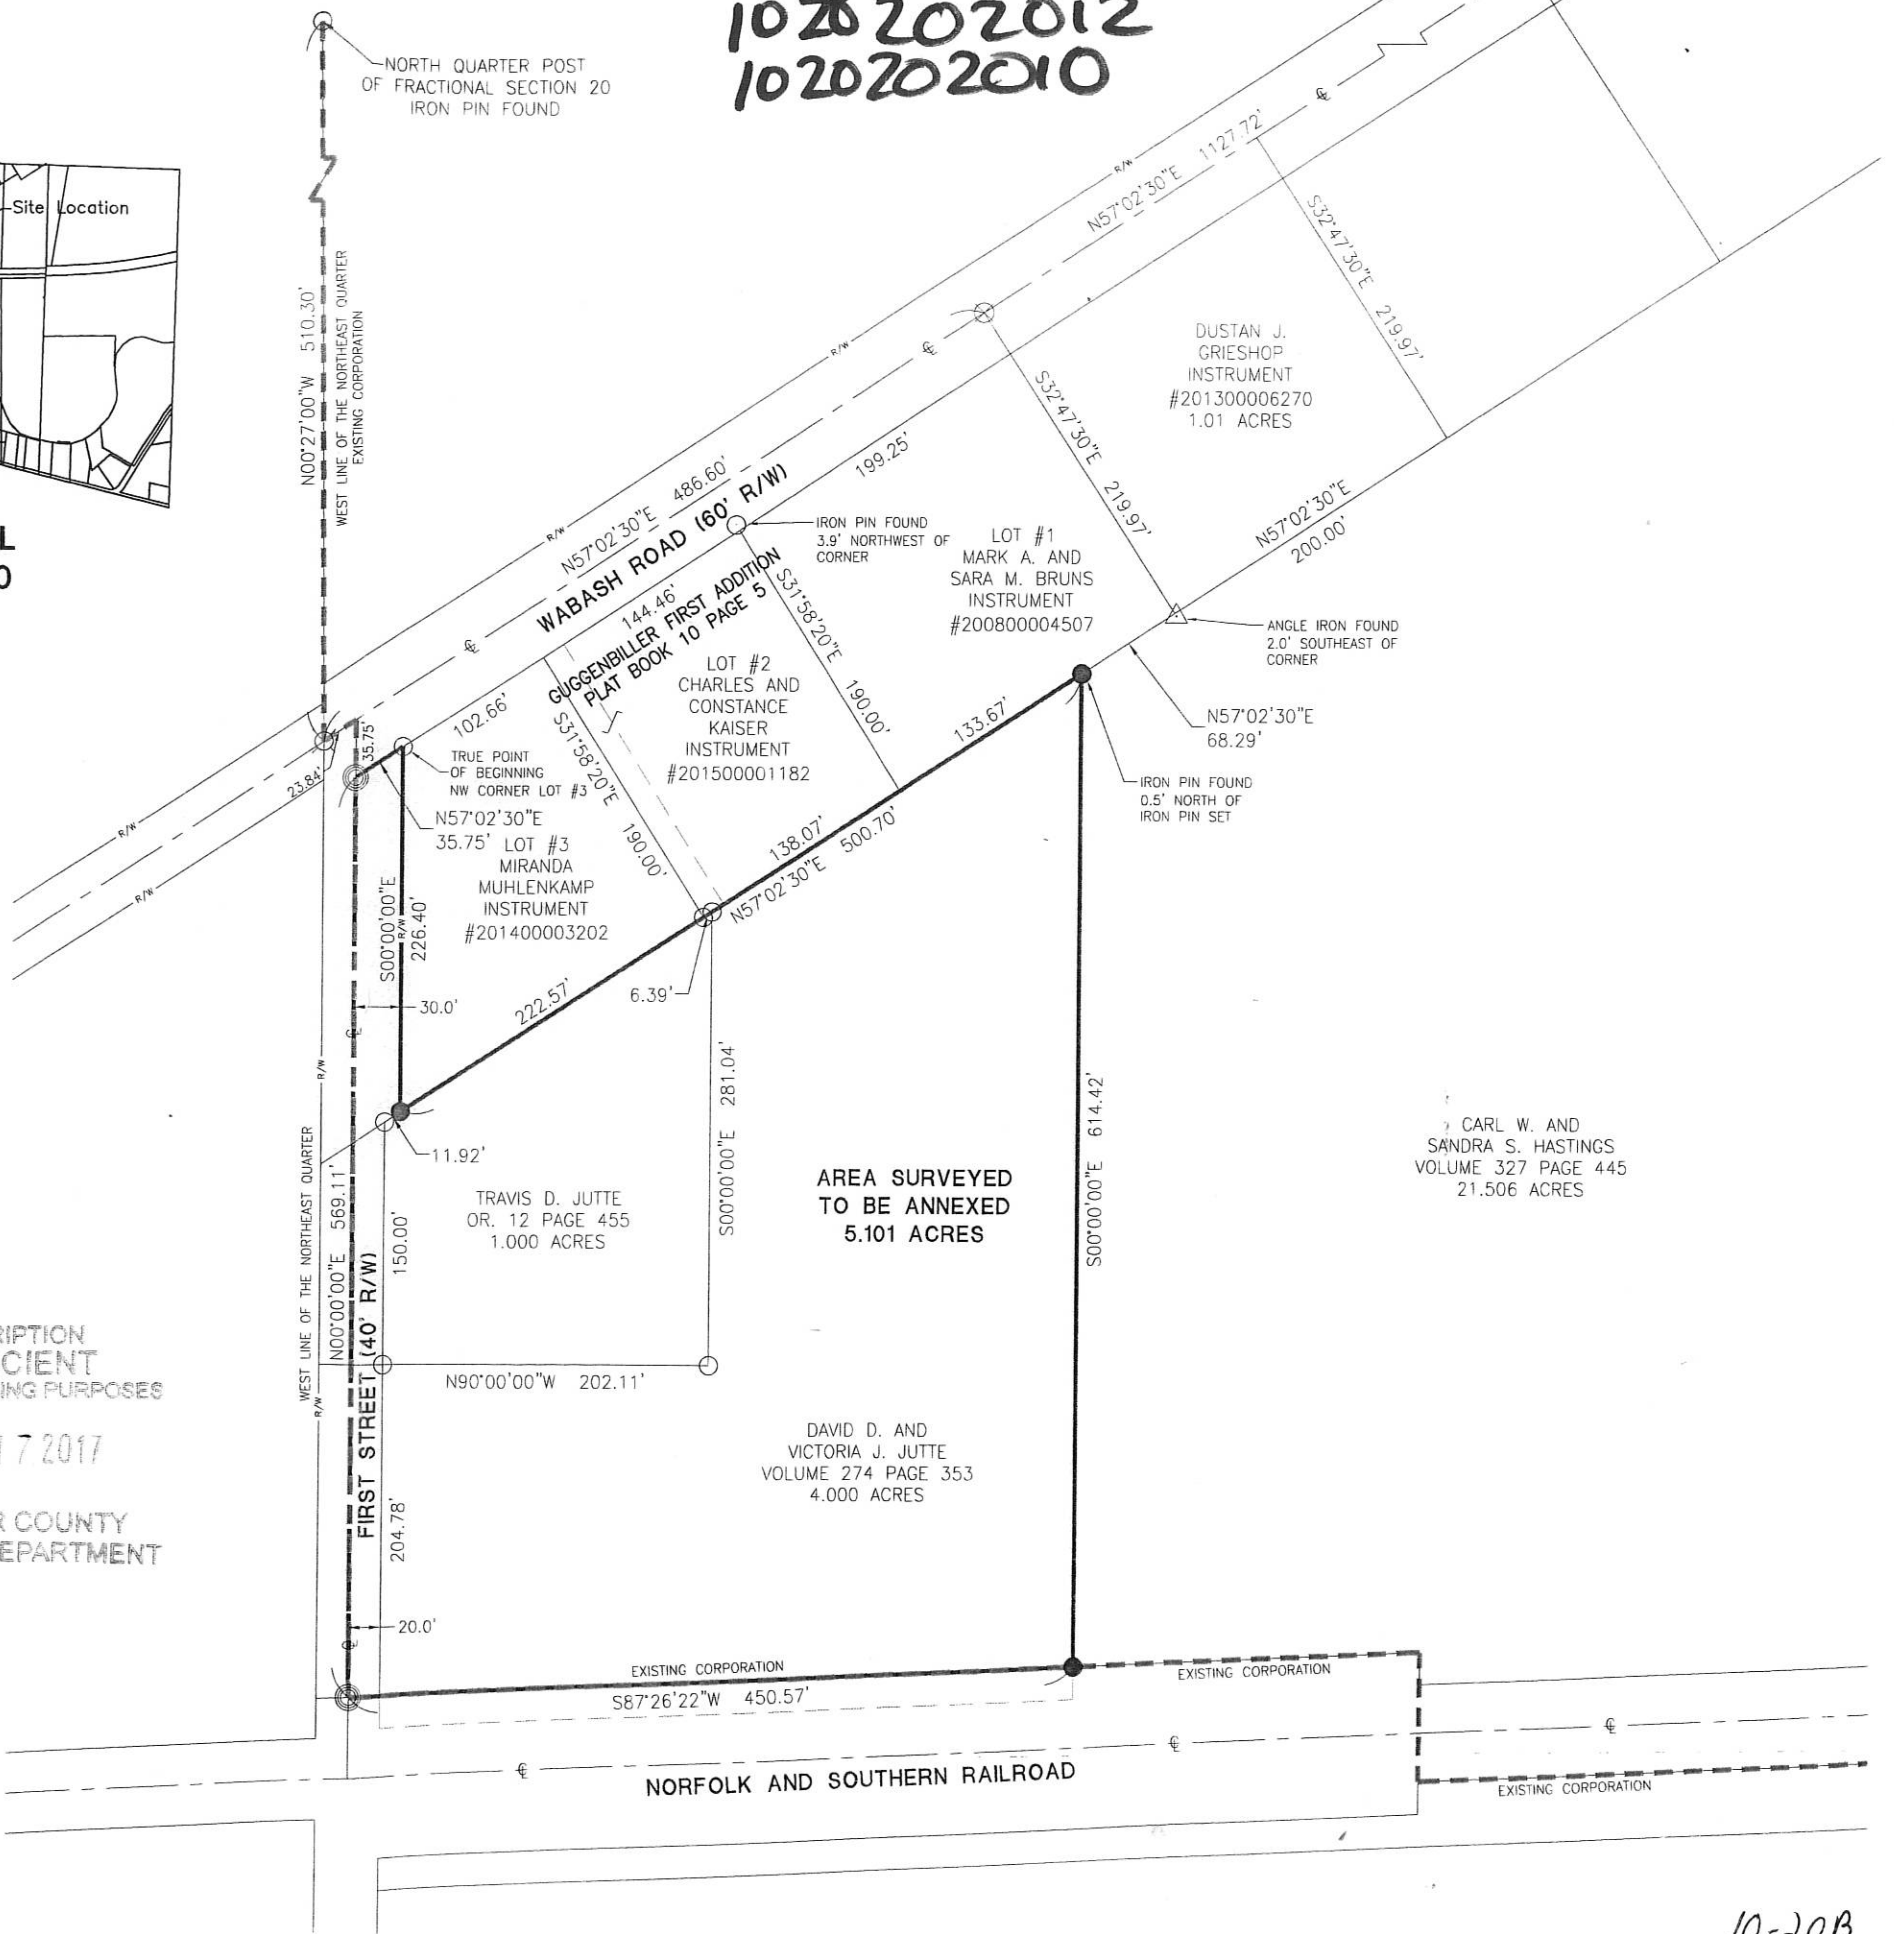 1020202012
1020202010
NORTH QUARTER POST
OF FRACTIONAL SECTION 20
IRON PIN FOUND
Site Location
L
0
N00°27'00"W 510.30'
WEST LINE OF THE NORTHEAST QUARTER
EXISTING CORPORATION
R/W
N57°02'30"E 1127.72'
S32°47'30"E 219.97'
DUSTAN J.
GRIESHOP
INSTRUMENT
#201300006270
1.01 ACRES
R/W
S32°47'30"E 219.97'
199.25'
N57°02'30"E 486.60'
R/W
WABASH ROAD (60' R/W)
N57°02'30"E
200.00'
IRON PIN FOUND
3.9' NORTHWEST OF
CORNER
LOT #1
MARK A. AND
SARA M. BRUNS
INSTRUMENT
#200800004507
144.46'
GUGGENBILLER FIRST ADDITION
PLAT BOOK 10 PAGE 5
S31°58'20"E 190.00'
ANGLE IRON FOUND
2.0' SOUTHEAST OF
CORNER
LOT #2
CHARLES AND
CONSTANCE
KAISER
INSTRUMENT
#201500001182
102.66'
S31°58'20"E 190.00'
133.67'
N57°02'30"E
68.29'
35.75'
23.84'
TRUE POINT
OF BEGINNING
NW CORNER LOT #3
IRON PIN FOUND
0.5' NORTH OF
IRON PIN SET
N57°02'30"E
35.75'
LOT #3
MIRANDA
MUHLENKAMP
INSTRUMENT
#201400003202
R/W
R/W
138.07'
N57°02'30"E 500.70'
S00°00'00"E
R/W
226.40'
222.57'
6.39'
30.0'
R/W
281.04'
S00°00'00"E
S00°00'00"E 614.42'
11.92'
CARL W. AND
SANDRA S. HASTINGS
VOLUME 327 PAGE 445
21.506 ACRES
AREA SURVEYED
TO BE ANNEXED
5.101 ACRES
TRAVIS D. JUTTE
OR. 12 PAGE 455
1.000 ACRES
WEST LINE OF THE NORTHEAST QUARTER
R/W
N00°00'00"E 569.11'
150.00'
FIRST STREET (40' R/W)
RIPTION
CIENT
ING PURPOSES
7 2017
R COUNTY
EPARTMENT
N90°00'00"W 202.11'
DAVID D. AND
VICTORIA J. JUTTE
VOLUME 274 PAGE 353
4.000 ACRES
204.78'
20.0'
EXISTING CORPORATION
S87°26'22"W 450.57'
EXISTING CORPORATION
NORFOLK AND SOUTHERN RAILROAD
EXISTING CORPORATION
10-20B